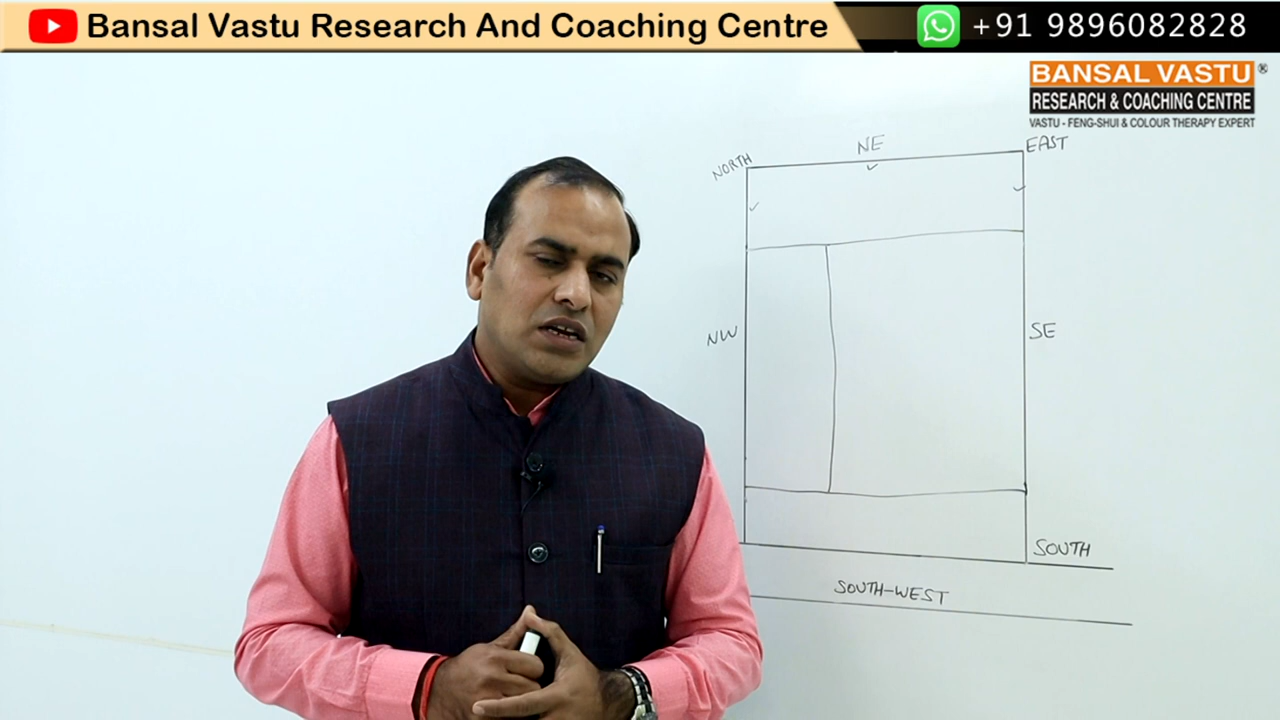 Bansal Vastu Research And Coaching Centre
+91 9896082828
BANSAL VASTU®
RESEARCH & COACHING CENTRE
VASTU - FENG-SHUI & COLOUR THERAPY EXPERT
NE
EAST
NORTH
NW
SE
SOUTH
SOUTH-WEST